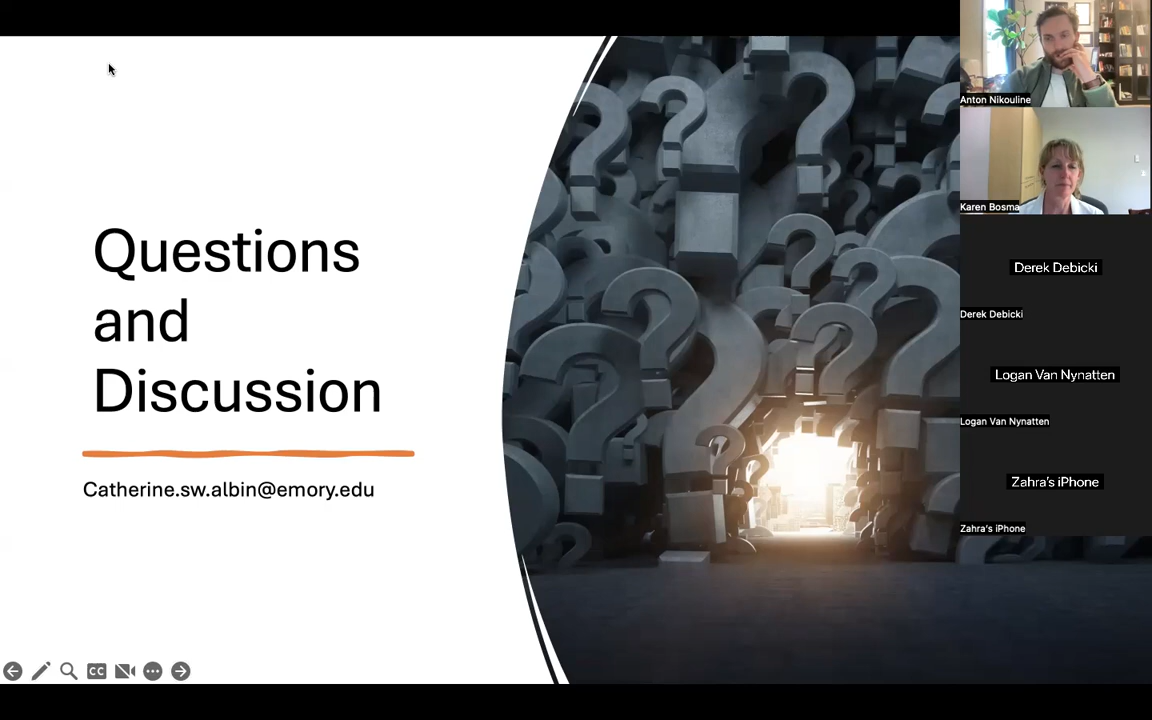 Questions
and
Discussion
Catherine.sw.albin@emory.edu
CC
Anton Nikouline
Karen Bosma
Derek Debicki
Derek Debicki
Logan Van Nynatten
Logan Van Nynatten
Zahra's iPhone
Zahra's iPhone